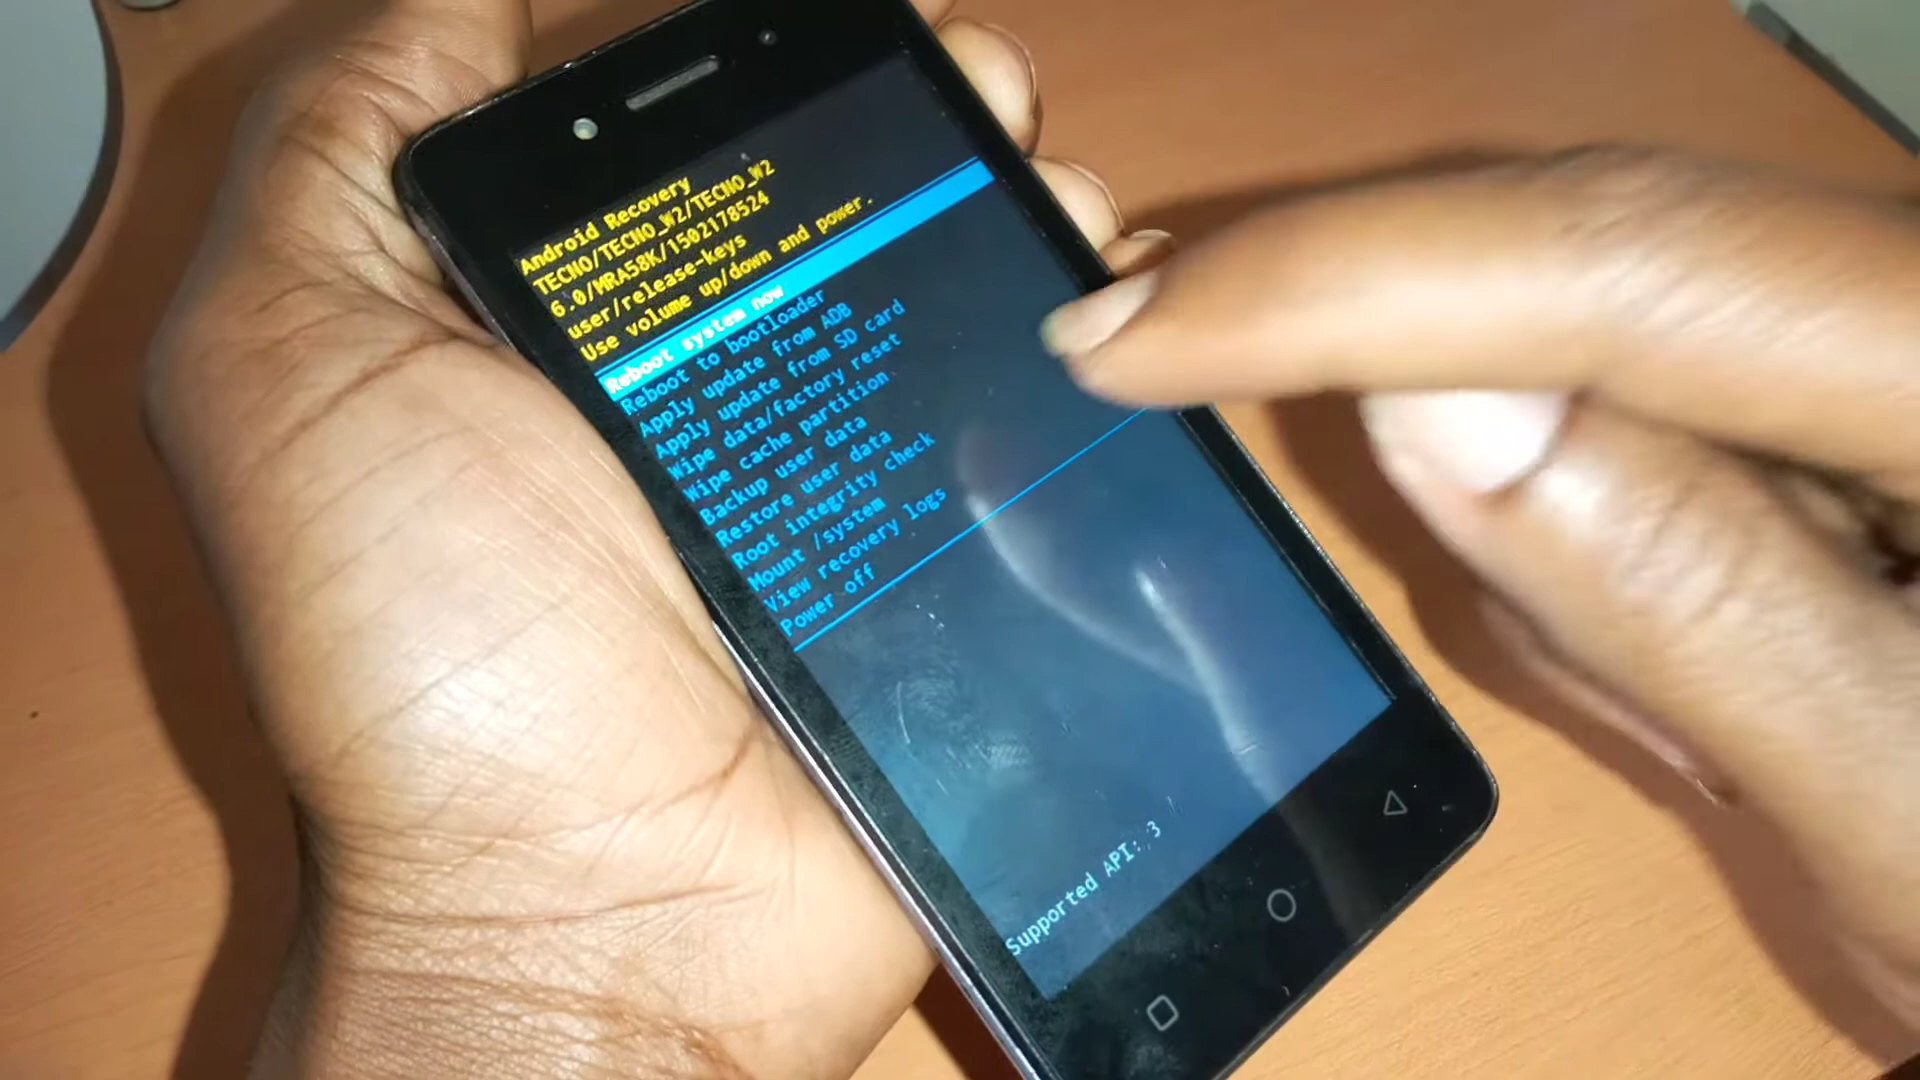 Android Recovery
TECNO/TECNO_W2/TECNO_W2
6.0/MRA58K/1502178524
user/release-keys
Use volume up/down and power.
Reboot system now
Reboot to bootloader
Apply update from ADB
Apply update from SD card
Wipe data/factory reset
Wipe cache partition
Backup user data
Restore user data
Root integrity check
Mount /system
View recovery logs
Power off
Supported API: 3